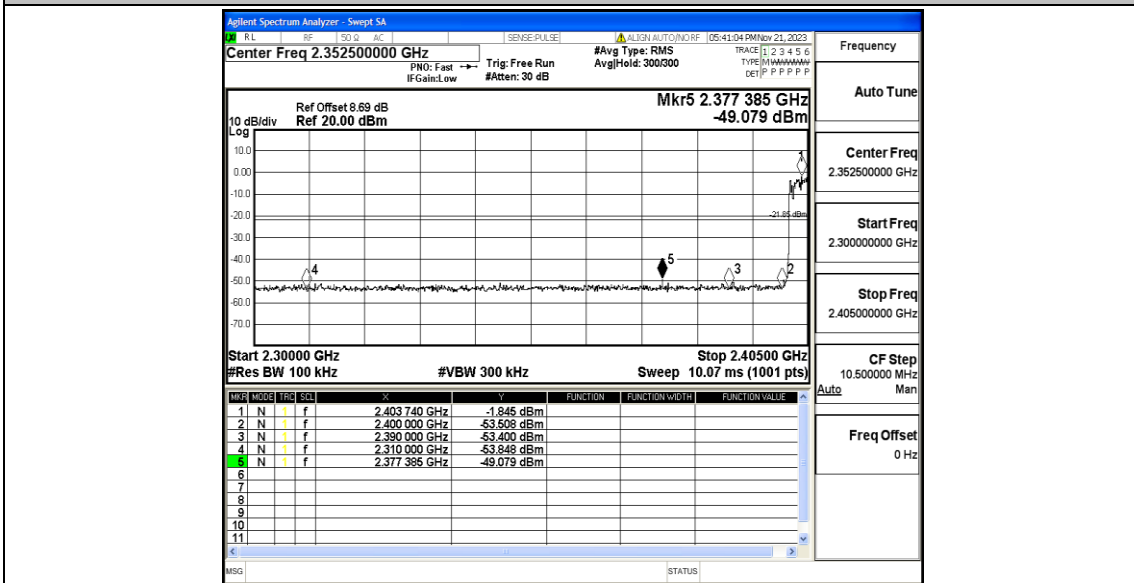 Agilent Spectrum Analyzer - Swept SA
RL RF 50 Ω AC SENSE:PULSE ALIGN AUTO/NO RF 05:41:04 PM Nov 21, 2023
Center Freq 2.352500000 GHz
PNO: Fast
IFGain:Low
Trig: Free Run
#Atten: 30 dB
#Avg Type: RMS
Avg|Hold: 300/300
TRACE 1 2 3 4 5 6
TYPE M W W W W W
DET P P P P P P
Ref Offset 8.69 dB
10 dB/div Ref 20.00 dBm
Log
Mkr5 2.377 385 GHz
-49.079 dBm
10.0
0.00
-10.0
-20.0
-30.0
-40.0
-50.0
-60.0
-70.0
1
-21.85 dBm
4
5
3
2
Start 2.30000 GHz Stop 2.40500 GHz
#Res BW 100 kHz #VBW 300 kHz Sweep 10.07 ms (1001 pts)
MKR MODE TRC SCL X Y FUNCTION FUNCTION WIDTH FUNCTION VALUE
1 N 1 f 2.403 740 GHz -1.845 dBm
2 N 1 f 2.400 000 GHz -53.508 dBm
3 N 1 f 2.390 000 GHz -53.400 dBm
4 N 1 f 2.310 000 GHz -53.848 dBm
5 N 1 f 2.377 385 GHz -49.079 dBm
6
7
8
9
10
11
MSG STATUS
Frequency
Auto Tune
Center Freq
2.352500000 GHz
Start Freq
2.300000000 GHz
Stop Freq
2.405000000 GHz
CF Step
10.500000 MHz
Auto Man
Freq Offset
0 Hz